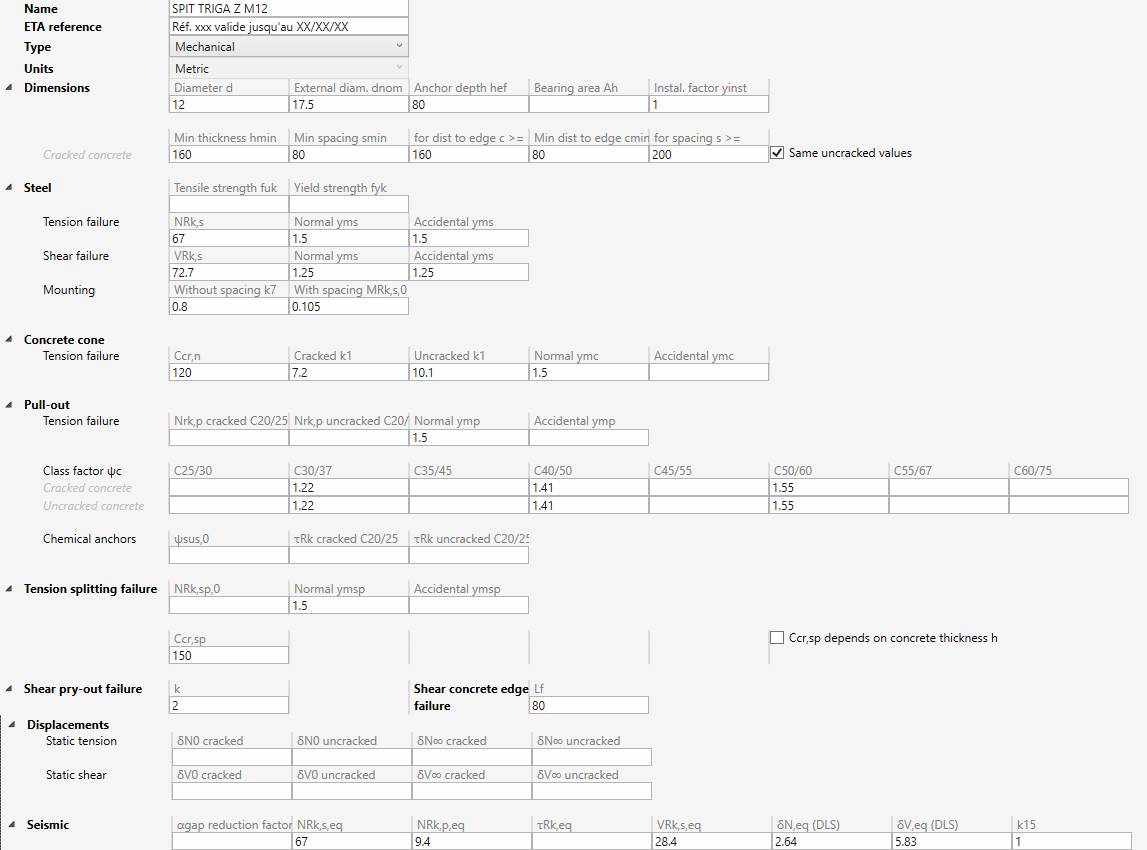 Name SPIT TRIGA Z M12
ETA reference Réf. xxx valide jusqu'au XX/XX/XX
Type Mechanical
Units Metric
Dimensions Diameter d External diam. dnom Anchor depth hef Bearing area Ah Instal. factor γinst
12 17.5 80 1
Min thickness hmin Min spacing smin for dist to edge c >= Min dist to edge cmin for spacing s >=
Cracked concrete 160 80 160 80 200 Same uncracked values
Steel Tensile strength fuk Yield strength fyk
Tension failure NRk,s Normal γms Accidental γms
67 1.5 1.5
Shear failure VRk,s Normal γms Accidental γms
72.7 1.25 1.25
Mounting Without spacing k7 With spacing MRk,s,0
0.8 0.105
Concrete cone
Tension failure Ccr,n Cracked k1 Uncracked k1 Normal γmc Accidental γmc
120 7.2 10.1 1.5
Pull-out
Tension failure Nrk,p cracked C20/25 Nrk,p uncracked C20/ Normal γmp Accidental γmp
1.5
Class factor ψc C25/30 C30/37 C35/45 C40/50 C45/55 C50/60 C55/67 C60/75
Cracked concrete 1.22 1.41 1.55
Uncracked concrete 1.22 1.41 1.55
Chemical anchors ψsus,0 τRk cracked C20/25 τRk uncracked C20/25
Tension splitting failure NRk,sp,0 Normal γmsp Accidental γmsp
1.5
Ccr,sp Ccr,sp depends on concrete thickness h
150
Shear pry-out failure k Shear concrete edge failure Lf
2 80
Displacements
Static tension δN0 cracked δN0 uncracked δN∞ cracked δN∞ uncracked
Static shear δV0 cracked δV0 uncracked δV∞ cracked δV∞ uncracked
Seismic αgap reduction factor NRk,s,eq NRk,p,eq τRk,eq VRk,s,eq δN,eq (DLS) δV,eq (DLS) k15
67 9.4 28.4 2.64 5.83 1